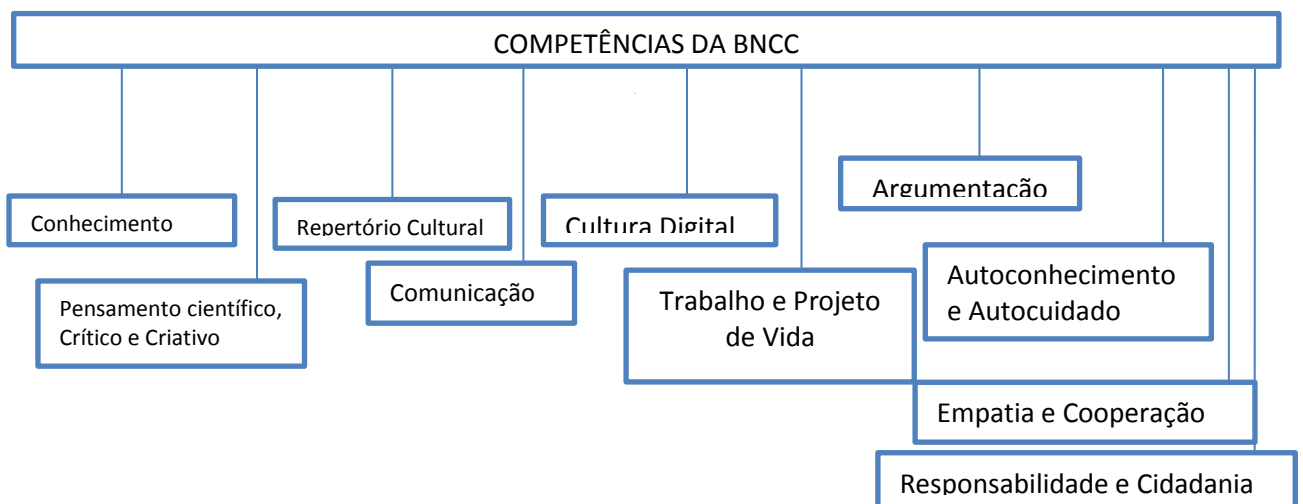 COMPETÊNCIAS DA BNCC
Conhecimento
Pensamento científico,
Crítico e Criativo
Repertório Cultural
Comunicação
Cultura Digital
Trabalho e Projeto
de Vida
Argumentação
Autoconhecimento
e Autocuidado
Empatia e Cooperação
Responsabilidade e Cidadania